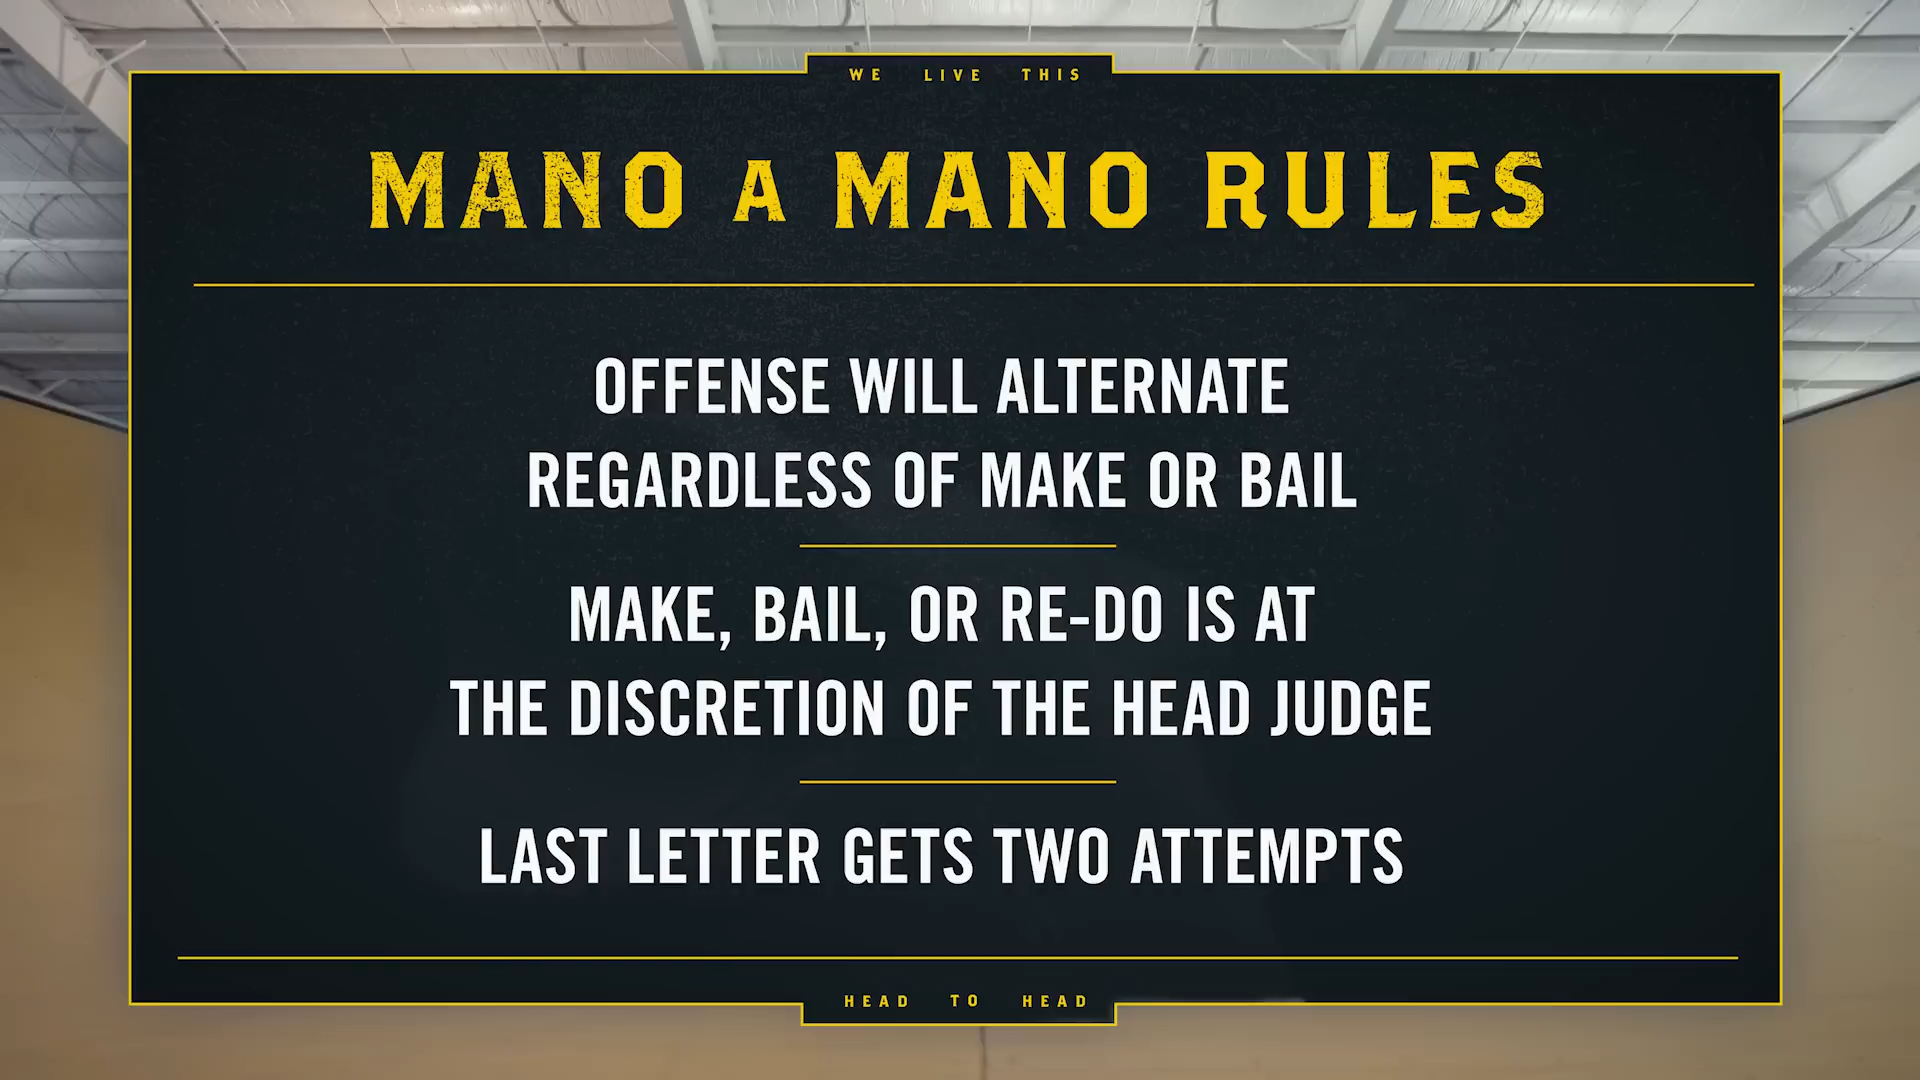 WE LIVE THIS
MANO A MANO RULES
OFFENSE WILL ALTERNATE
REGARDLESS OF MAKE OR BAIL
MAKE, BAIL, OR RE-DO IS AT
THE DISCRETION OF THE HEAD JUDGE
LAST LETTER GETS TWO ATTEMPTS
HEAD TO HEAD